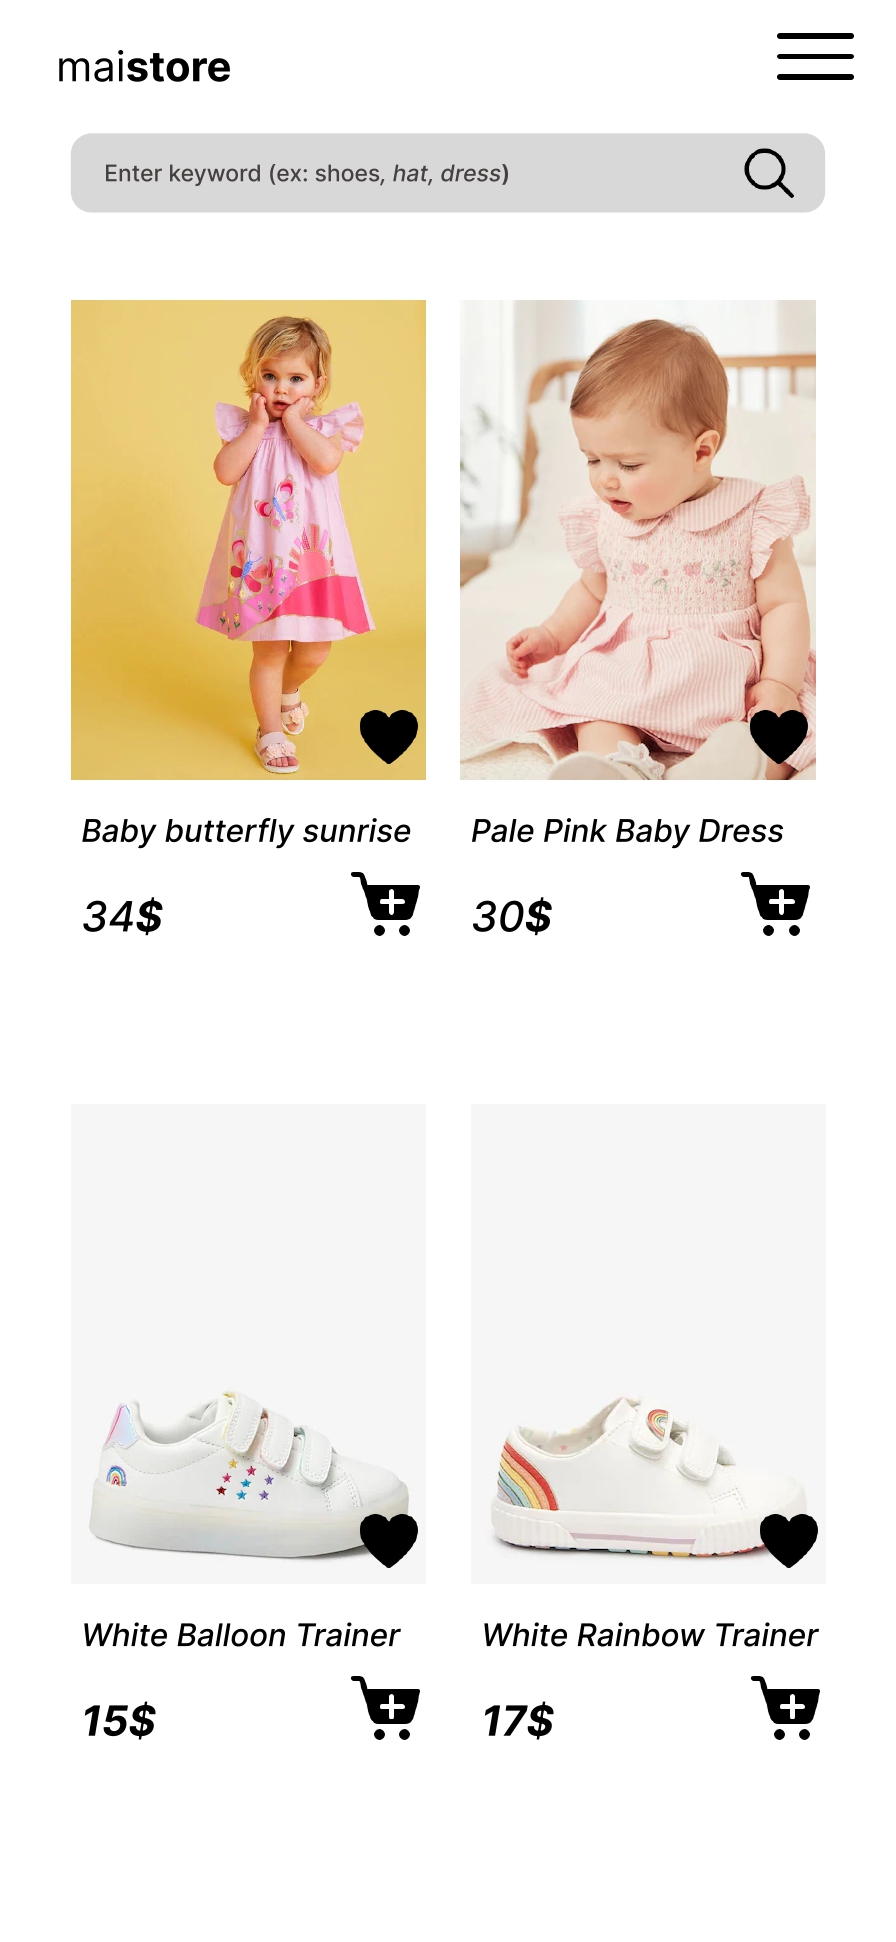 maistore
Enter keyword (ex: shoes, hat, dress)
Baby butterfly sunrise
Pale Pink Baby Dress
34$
30$
White Balloon Trainer
White Rainbow Trainer
15$
17$